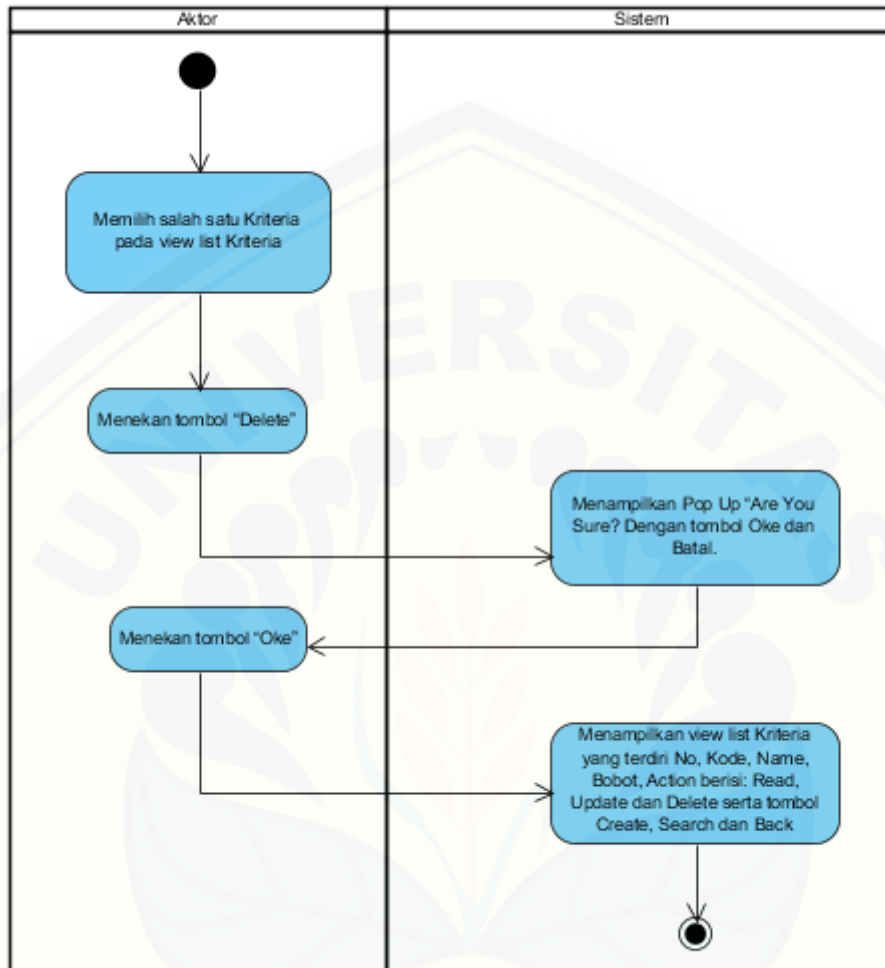 Aktor
Sistem
Memilih salah satu Kriteria
pada view list Kriteria
Menekan tombol "Delete"
Menampilkan Pop Up "Are You
Sure? Dengan tombol Oke dan
Batal.
Menekan tombol "Oke"
Menampilkan view list Kriteria
yang terdiri No, Kode, Name,
Bobot, Action berisi: Read,
Update dan Delete serta tombol
Create, Search dan Back
UNIVERSITAS